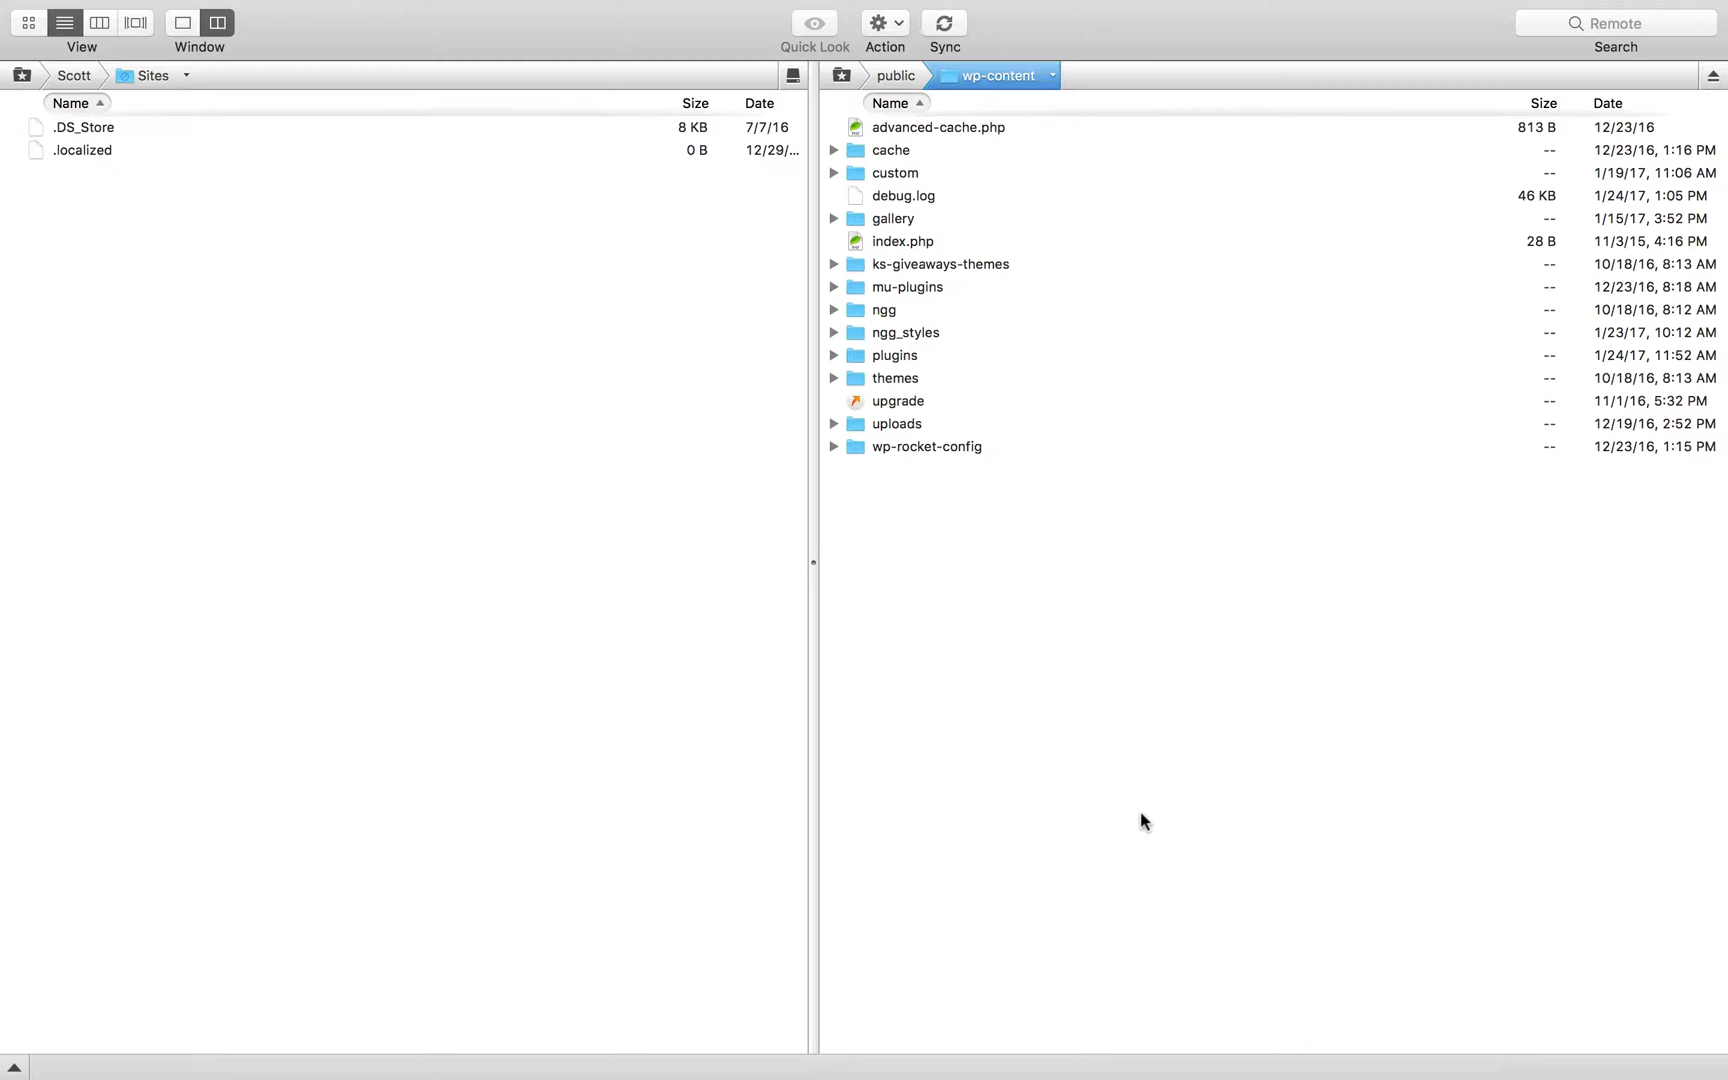 View Window Quick Look Action Sync Remote Search
Scott Sites
Name Size Date
.DS_Store 8 KB 7/7/16
.localized 0 B 12/29/...
public wp-content
Name Size Date
advanced-cache.php 813 B 12/23/16
cache -- 12/23/16, 1:16 PM
custom -- 1/19/17, 11:06 AM
debug.log 46 KB 1/24/17, 1:05 PM
gallery -- 1/15/17, 3:52 PM
index.php 28 B 11/3/15, 4:16 PM
ks-giveaways-themes -- 10/18/16, 8:13 AM
mu-plugins -- 12/23/16, 8:18 AM
ngg -- 10/18/16, 8:12 AM
ngg_styles -- 1/23/17, 10:12 AM
plugins -- 1/24/17, 11:52 AM
themes -- 10/18/16, 8:13 AM
upgrade 11/1/16, 5:32 PM
uploads -- 12/19/16, 2:52 PM
wp-rocket-config -- 12/23/16, 1:15 PM